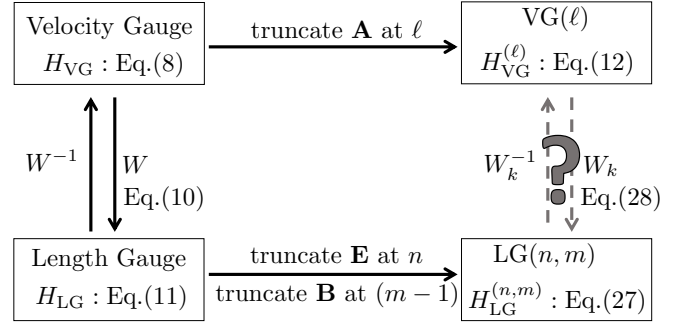 Velocity Gauge
H_VG : Eq.(8)
truncate A at ℓ
VG(ℓ)
H_VG^(ℓ) : Eq.(12)
W^−1
W
Eq.(10)
W_k^−1
?
W_k
Eq.(28)
Length Gauge
H_LG : Eq.(11)
truncate E at n
truncate B at (m − 1)
LG(n, m)
H_LG^(n,m) : Eq.(27)